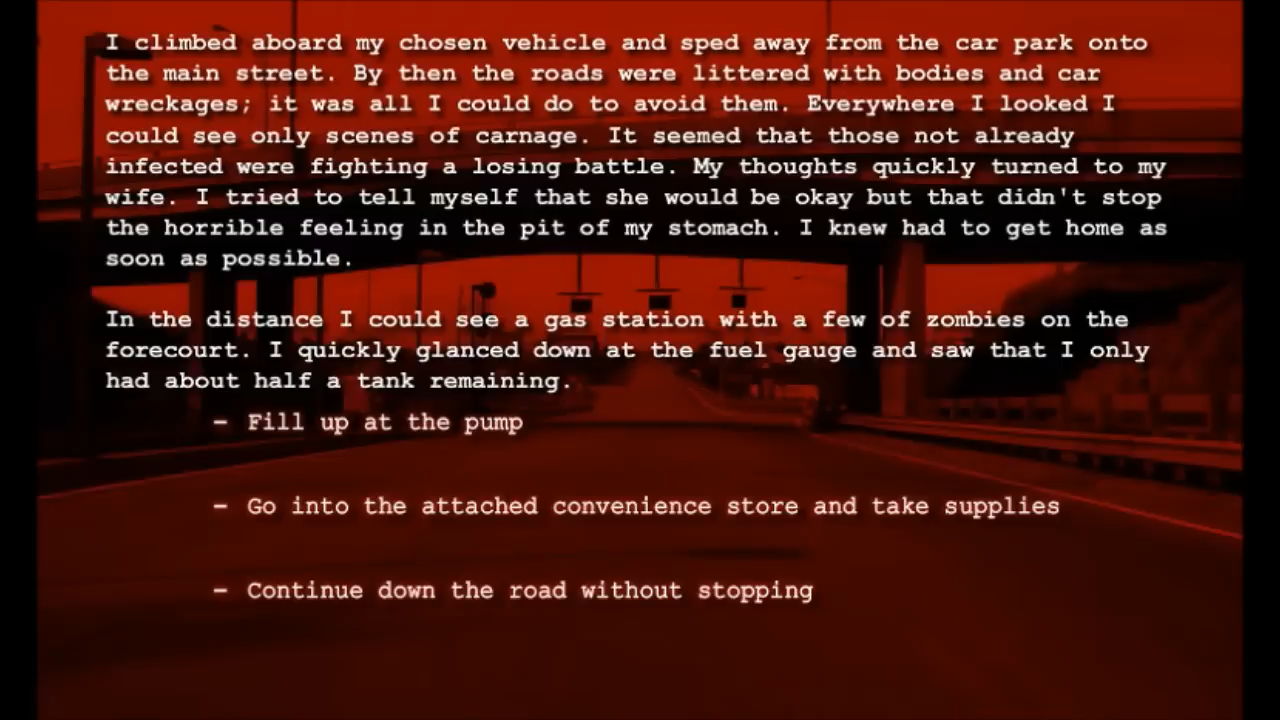 I climbed aboard my chosen vehicle and sped away from the car park onto
the main street. By then the roads were littered with bodies and car
wreckages; it was all I could do to avoid them. Everywhere I looked I
could see only scenes of carnage. It seemed that those not already
infected were fighting a losing battle. My thoughts quickly turned to my
wife. I tried to tell myself that she would be okay but that didn't stop
the horrible feeling in the pit of my stomach. I knew had to get home as
soon as possible.
In the distance I could see a gas station with a few of zombies on the
forecourt. I quickly glanced down at the fuel gauge and saw that I only
had about half a tank remaining.
– Fill up at the pump
– Go into the attached convenience store and take supplies
– Continue down the road without stopping